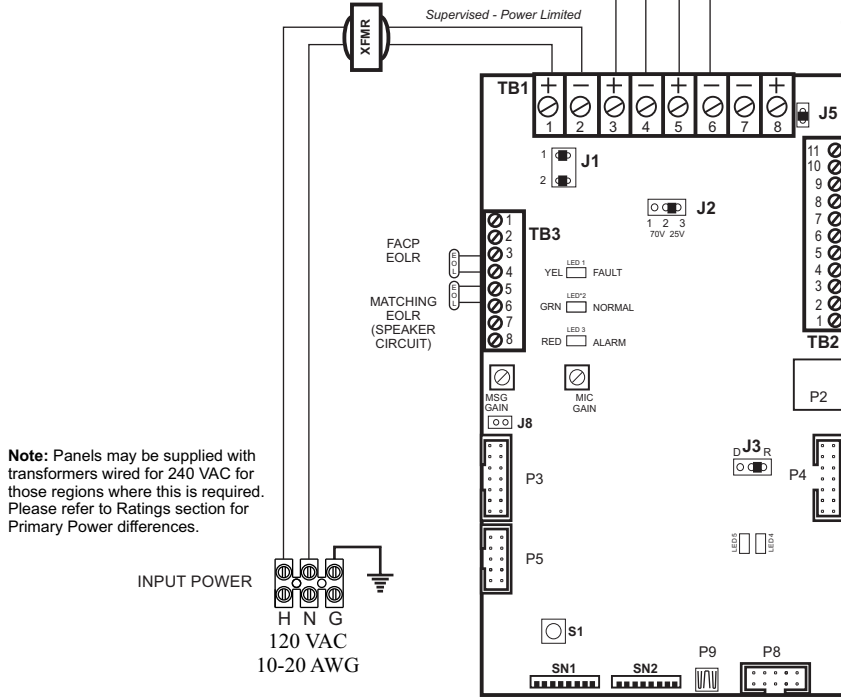 Supervised - Power Limited
XFMR
TB1
+ − + − + − − +
1 2 3 4 5 6 7 8
J5
1
2
J1
J2
1 2 3
70V 25V
11
10
9
8
7
6
5
4
3
2
1
TB2
1
2
3
4
5
6
7
8
TB3
FACP
EOLR
EOL
MATCHING
EOLR
(SPEAKER
CIRCUIT)
EOL
LED 1
YEL FAULT
LED*2
GRN NORMAL
LED 3
RED ALARM
MSG
GAIN
MIC
GAIN
J8
P2
P3
D J3 R
P4
P5
LED5 LED4
Note: Panels may be supplied with
transformers wired for 240 VAC for
those regions where this is required.
Please refer to Ratings section for
Primary Power differences.
INPUT POWER
H N G
120 VAC
10-20 AWG
S1
SN1 SN2
P9 P8